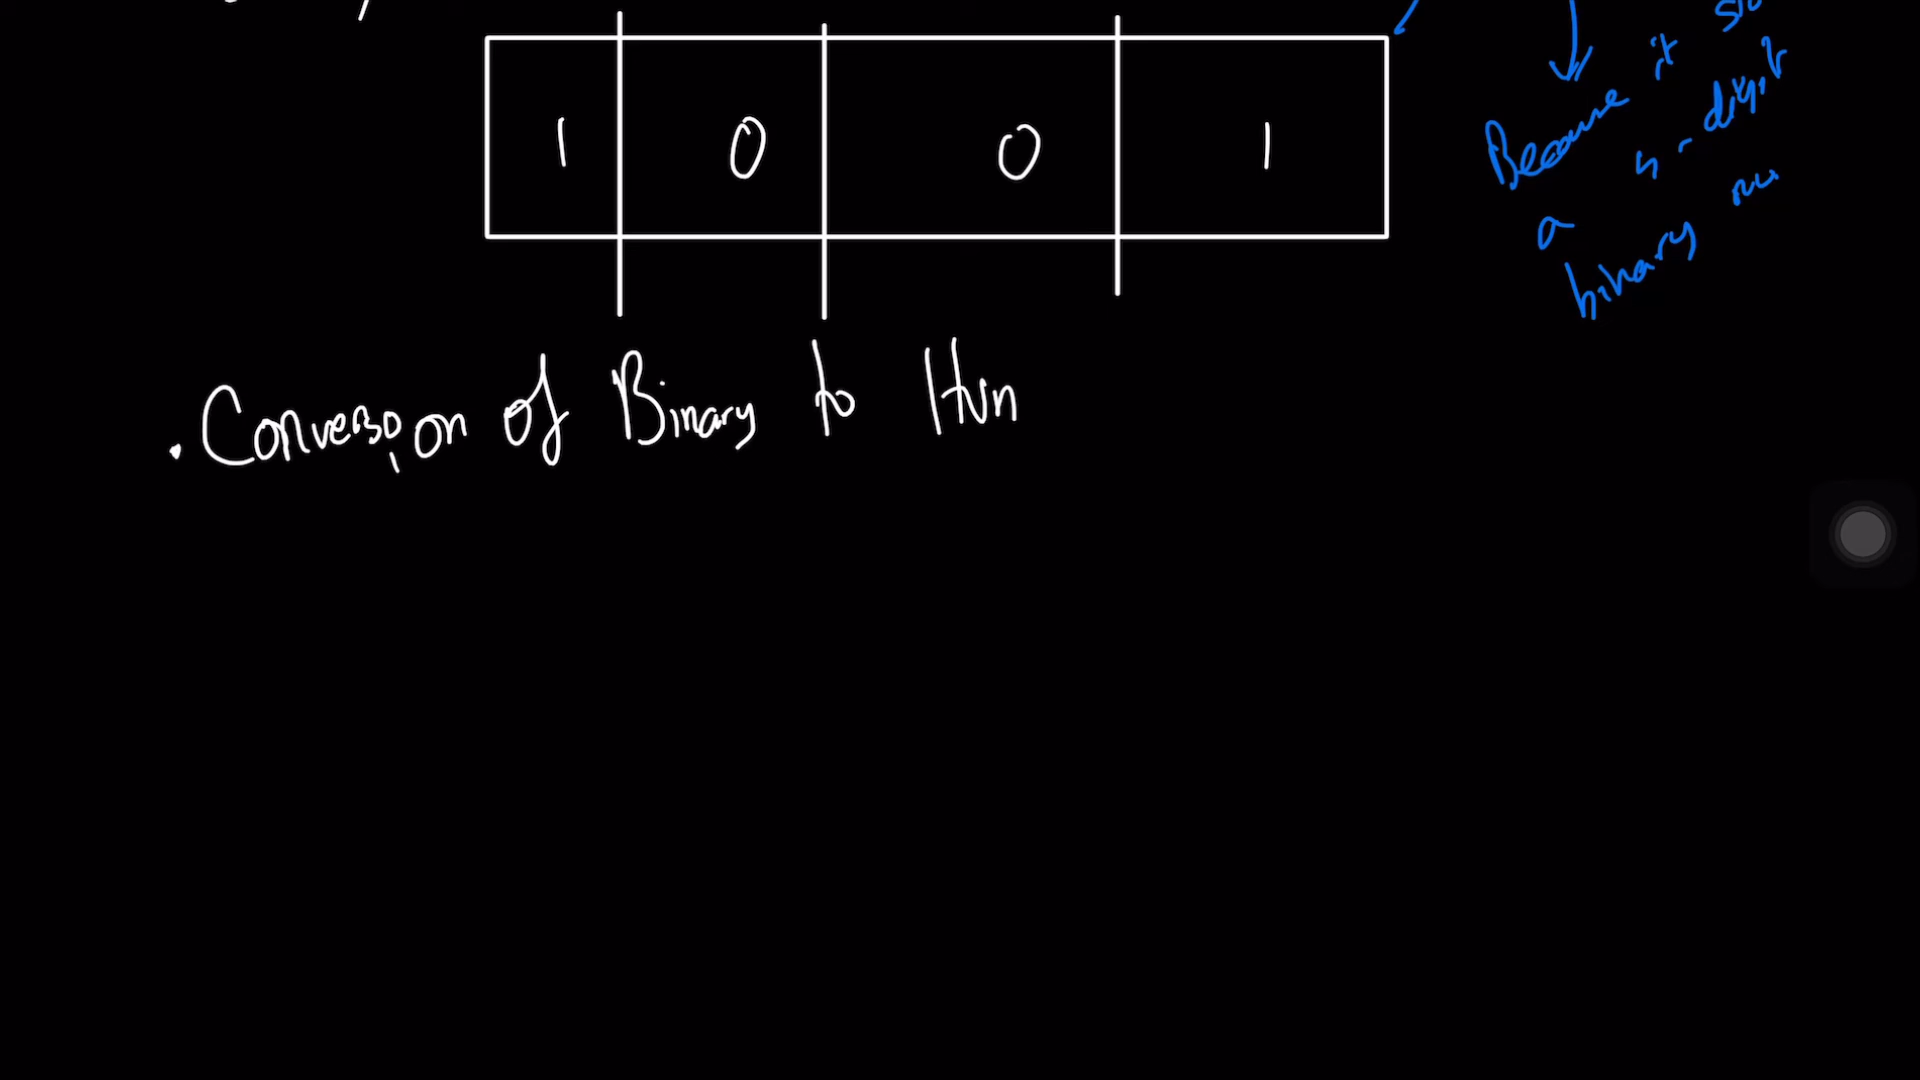 1 0 0 1
Because it
a 4-digit
binary
. Conversion of Binary to Hun